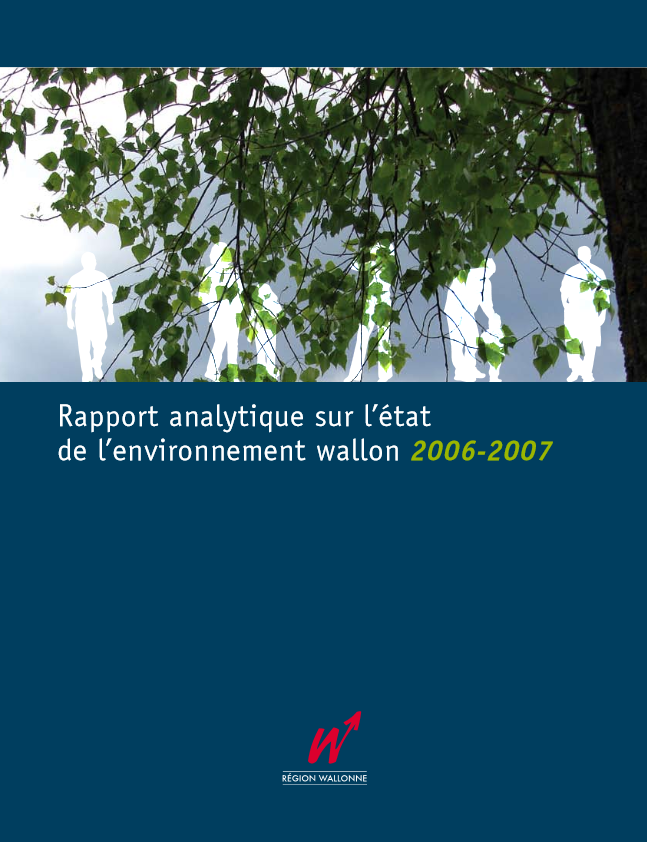 Rapport analytique sur l’état
de l’environnement wallon 2006-2007
RÉGION WALLONNE